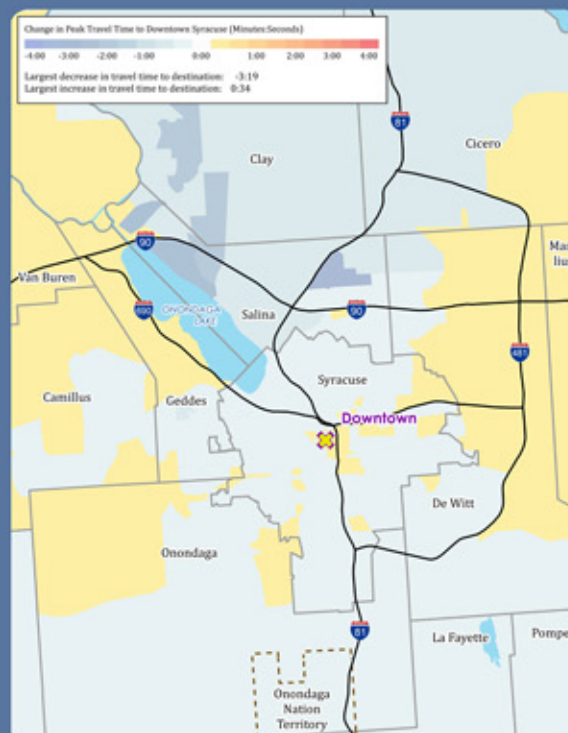 Change in Peak Travel Time to Downtown Syracuse (Minutes:Seconds)
-4:00 -3:00 -2:00 -1:00 0:00 1:00 2:00 3:00 4:00
Largest decrease in travel time to destination: -3:19
Largest increase in travel time to destination: 0:34
81
Cicero
Clay
90
Man
lius
Van Buren
690
ONONDAGA
LAKE
Salina
90
481
Syracuse
Camillus
Geddes
Downtown
De Witt
Onondaga
81
La Fayette
Pompe
Onondaga
Nation
Territory